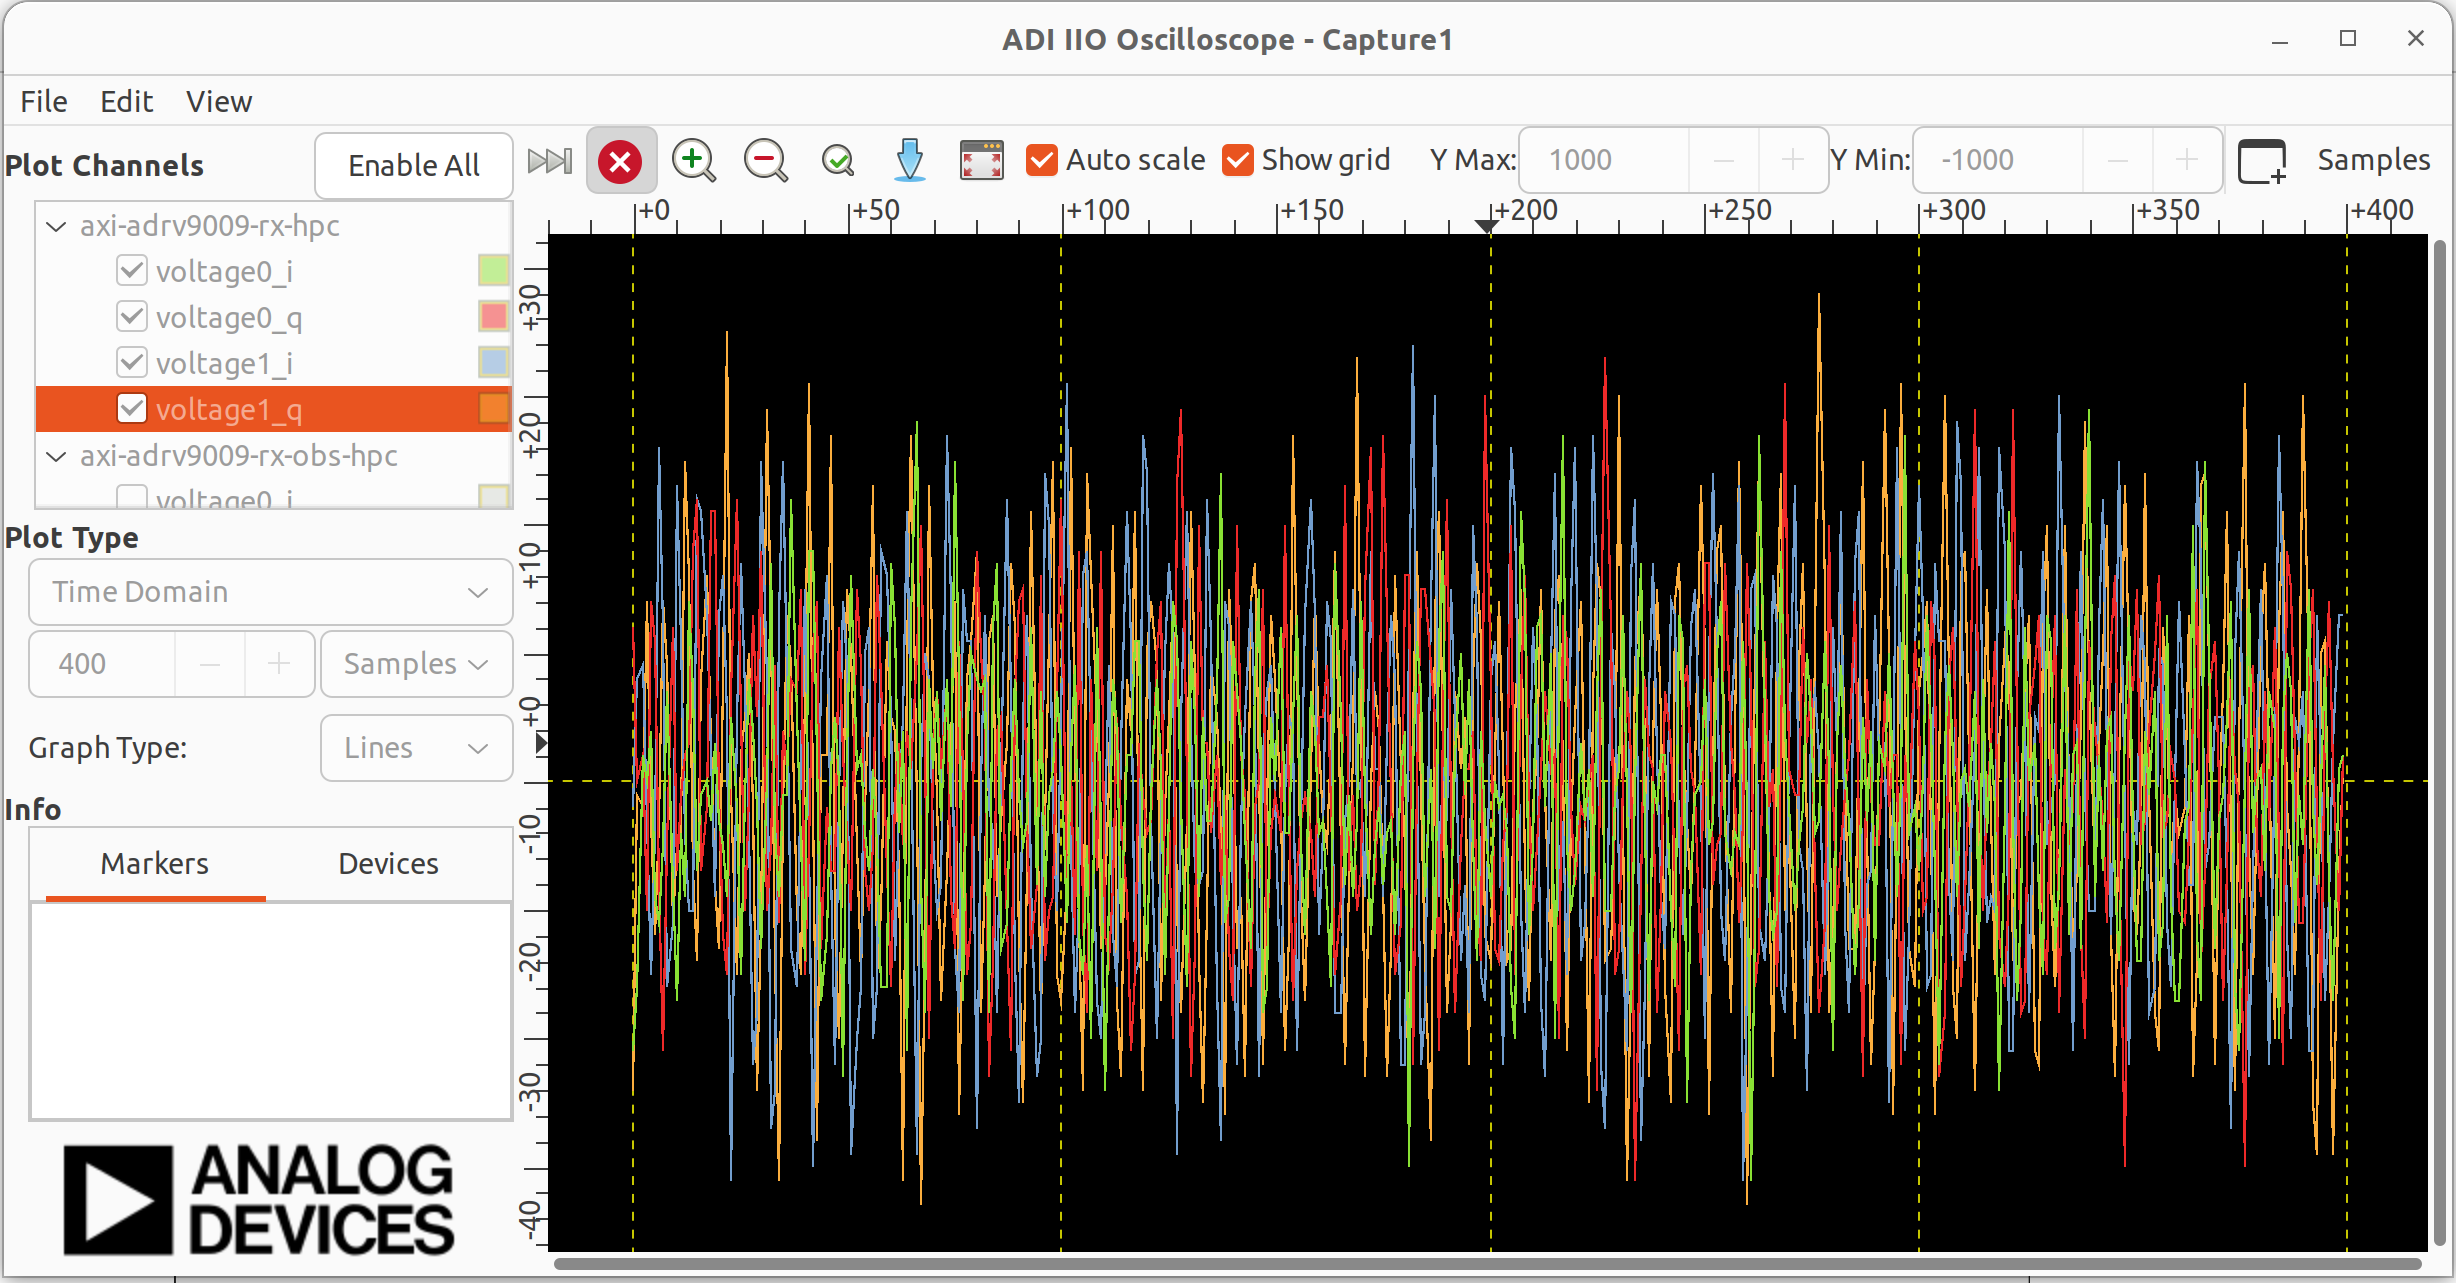 ADI IIO Oscilloscope - Capture1
File Edit View
Plot Channels
Enable All
Auto scale
Show grid
Y Max:
1000
Y Min:
-1000
Samples
axi-adrv9009-rx-hpc
voltage0_i
voltage0_q
voltage1_i
voltage1_q
axi-adrv9009-rx-obs-hpc
voltage0_i
Plot Type
Time Domain
400
Samples
Graph Type:
Lines
Info
Markers
Devices
ANALOG
DEVICES
+0 +50 +100 +150 +200 +250 +300 +350 +400
+30
+20
+10
+0
-10
-20
-30
-40